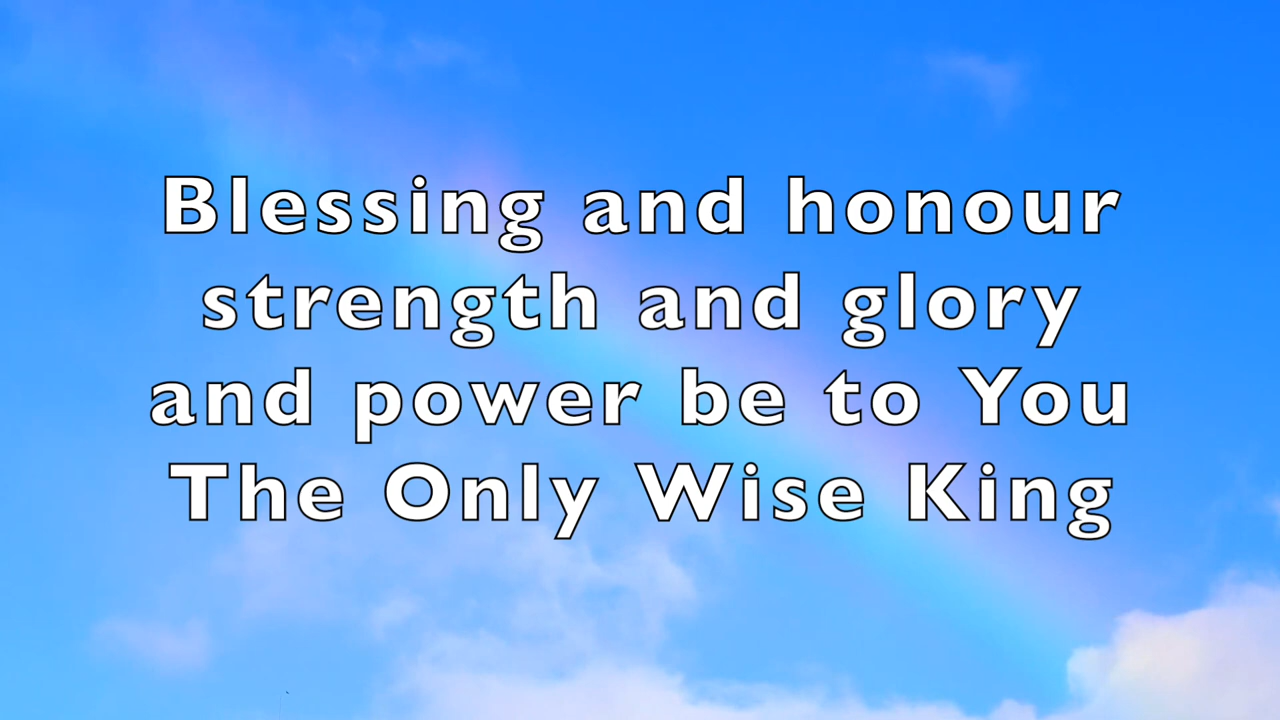 Blessing and honour
strength and glory
and power be to You
The Only Wise King